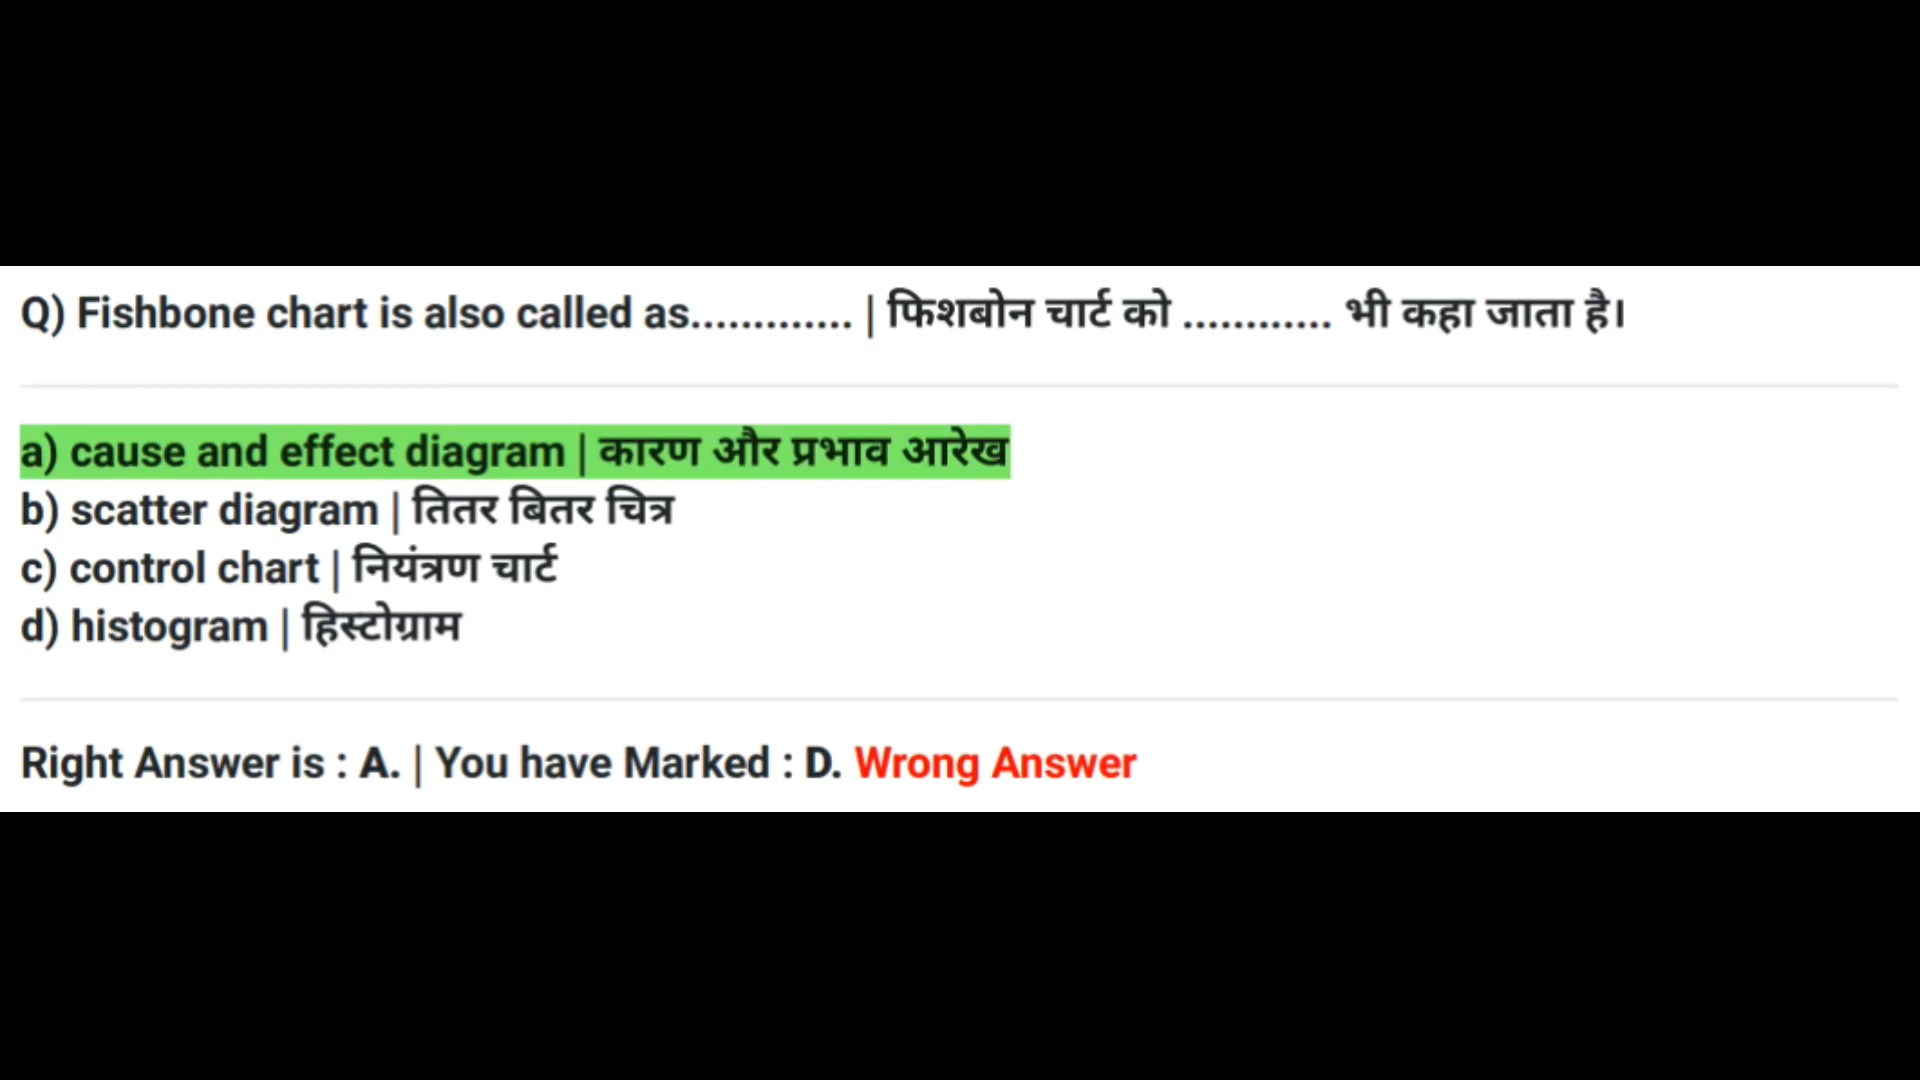 Q) Fishbone chart is also called as............. | फिशबोन चार्ट को ............ भी कहा जाता है।
a) cause and effect diagram | कारण और प्रभाव आरेख
b) scatter diagram | तितर बितर चित्र
c) control chart | नियंत्रण चार्ट
d) histogram | हिस्टोग्राम
Right Answer is : A. | You have Marked : D. Wrong Answer